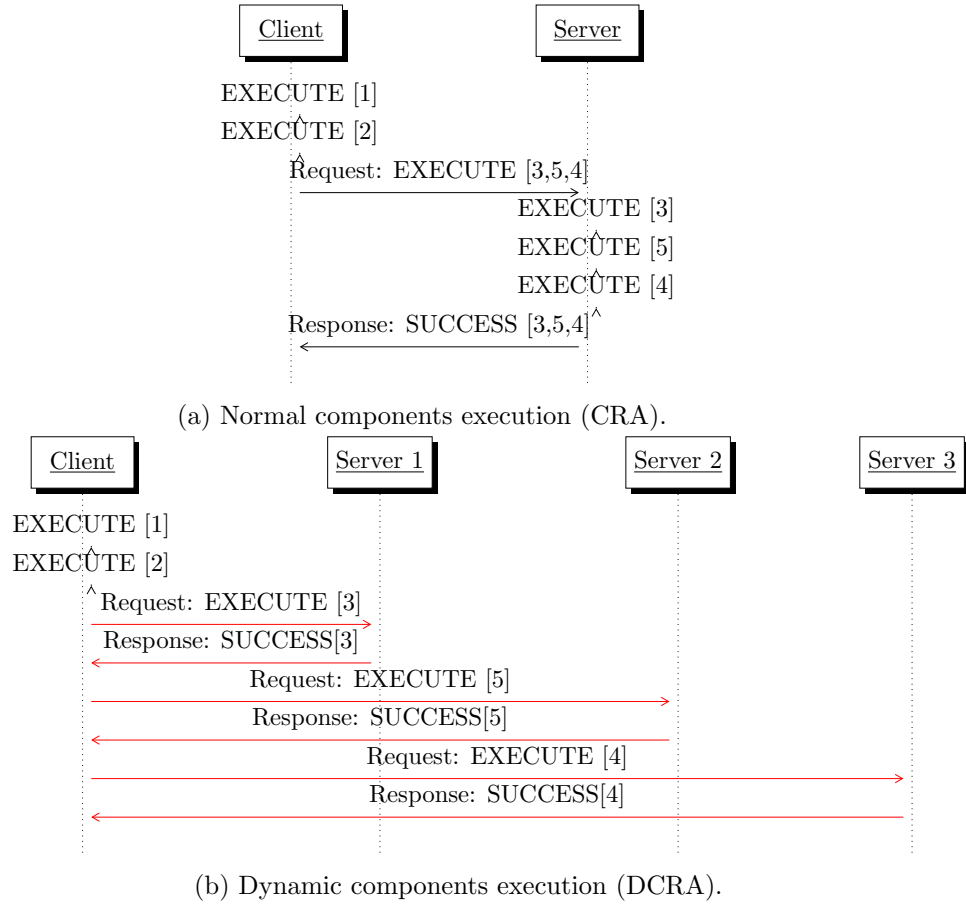 Client
Server
EXECUTE [1]
EXECUTE [2]
Request: EXECUTE [3,5,4]
EXECUTE [3]
EXECUTE [5]
EXECUTE [4]
Response: SUCCESS [3,5,4]
(a) Normal components execution (CRA).
Client
Server 1
Server 2
Server 3
EXECUTE [1]
EXECUTE [2]
Request: EXECUTE [3]
Response: SUCCESS[3]
Request: EXECUTE [5]
Response: SUCCESS[5]
Request: EXECUTE [4]
Response: SUCCESS[4]
(b) Dynamic components execution (DCRA).